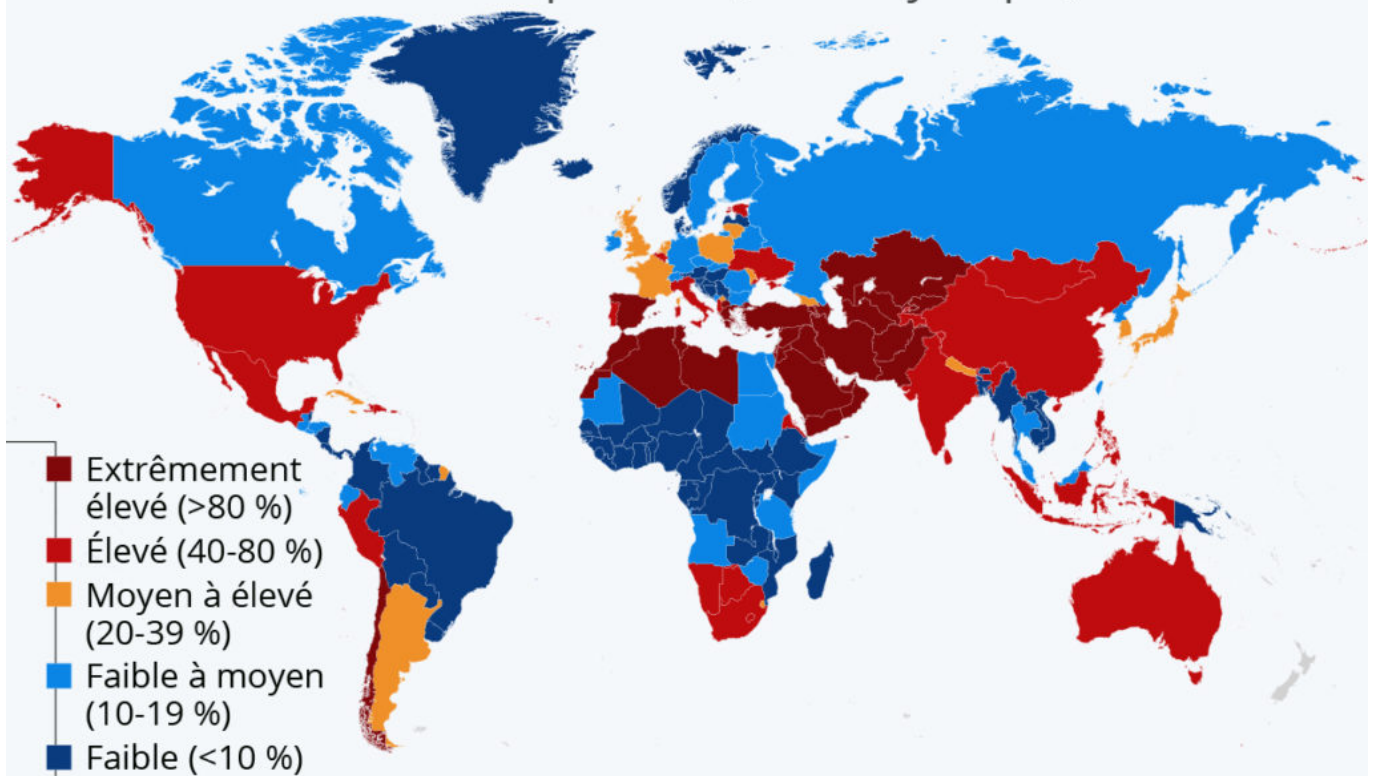 Extrêmement
élevé (>80 %)
Élevé (40-80 %)
Moyen à élevé
(20-39 %)
Faible à moyen
(10-19 %)
Faible (<10 %)